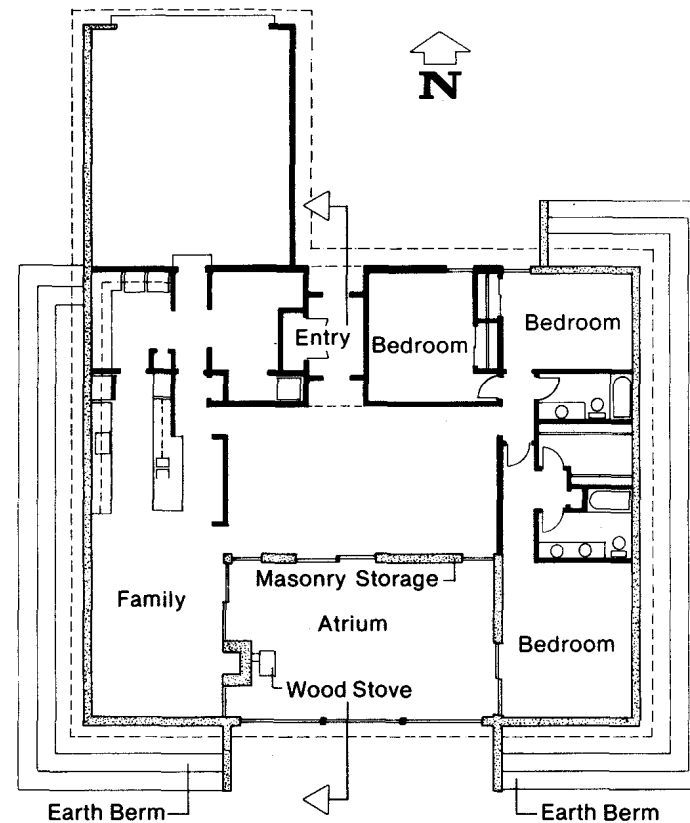 N
Entry
Bedroom
Bedroom
Masonry Storage
Family
Atrium
Bedroom
Wood Stove
Earth Berm
Earth Berm